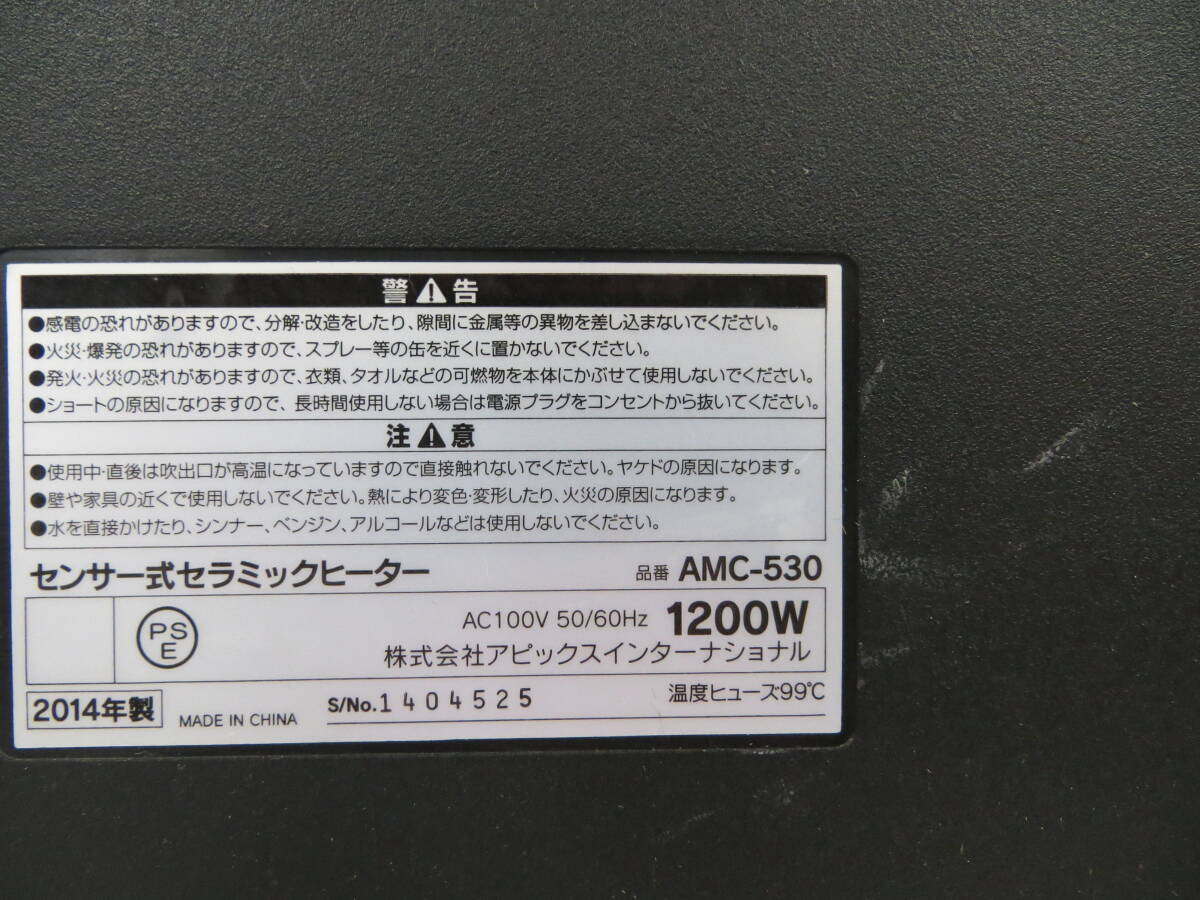 警⚠告
●感電の恐れがありますので、分解・改造をしたり、隙間に金属等の異物を差し込まないでください。
●火災・爆発の恐れがありますので、スプレー等の缶を近くに置かないでください。
●発火・火災の恐れがありますので、衣類、タオルなどの可燃物を本体にかぶせて使用しないでください。
●ショートの原因になりますので、長時間使用しない場合は電源プラグをコンセントから抜いてください。
注⚠意
●使用中・直後は吹出口が高温になっていますので直接触れないでください。ヤケドの原因になります。
●壁や家具の近くで使用しないでください。熱により変色・変形したり、火災の原因になります。
●水を直接かけたり、シンナー、ベンジン、アルコールなどは使用しないでください。
センサー式セラミックヒーター 品番 AMC-530
PSE AC100V 50/60Hz 1200W
株式会社アピックスインターナショナル
2014年製 MADE IN CHINA S/No.1404525 温度ヒューズ99℃